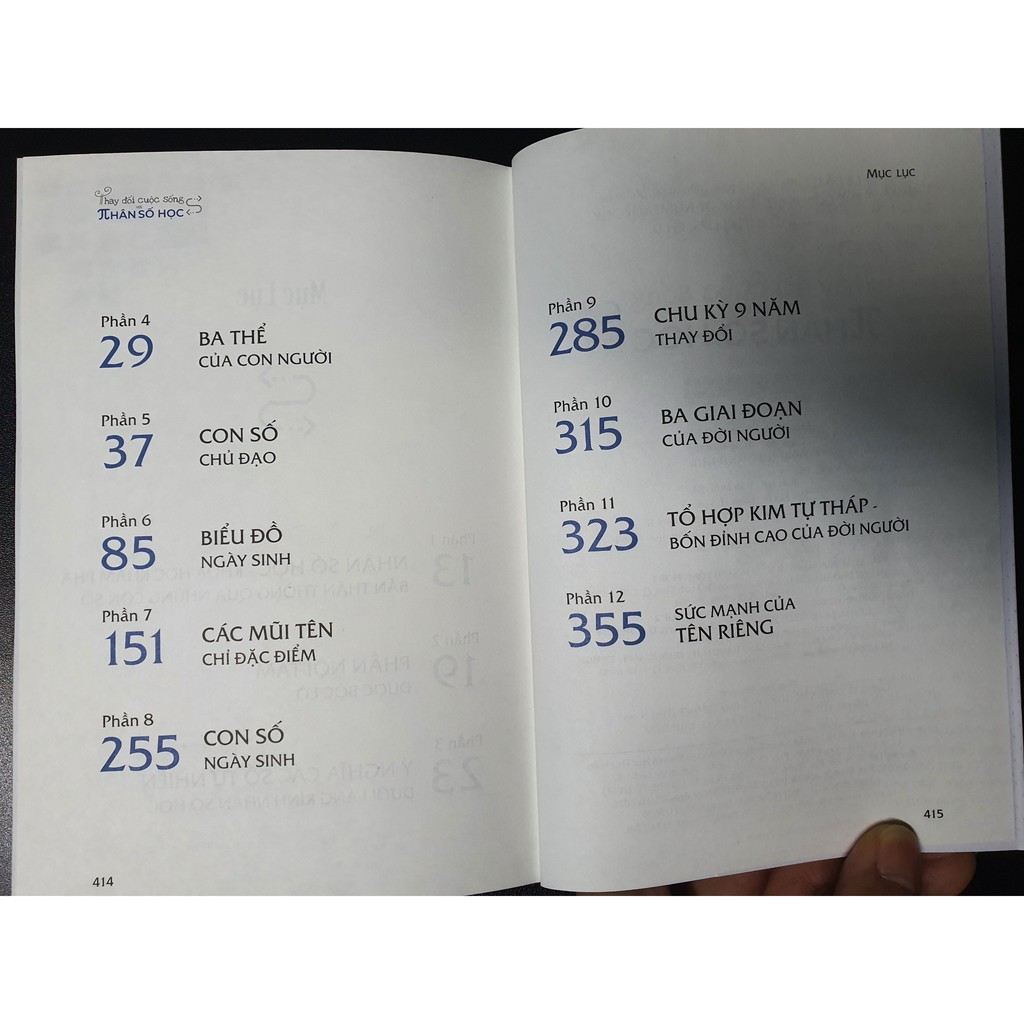 Thay đổi cuộc sống
với
NHÂN SỐ HỌC
Phần 4
29
BA THỂ
CỦA CON NGƯỜI
Phần 5
37
CON SỐ
CHỦ ĐẠO
Phần 6
85
BIỂU ĐỒ
NGÀY SINH
Phần 7
151
CÁC MŨI TÊN
CHỈ ĐẶC ĐIỂM
Phần 8
255
CON SỐ
NGÀY SINH
414
MỤC LỤC
Phần 9
285
CHU KỲ 9 NĂM
THAY ĐỔI
Phần 10
315
BA GIAI ĐOẠN
CỦA ĐỜI NGƯỜI
Phần 11
323
TỔ HỢP KIM TỰ THÁP -
BỐN ĐỈNH CAO CỦA ĐỜI NGƯỜI
Phần 12
355
SỨC MẠNH CỦA
TÊN RIÊNG
415